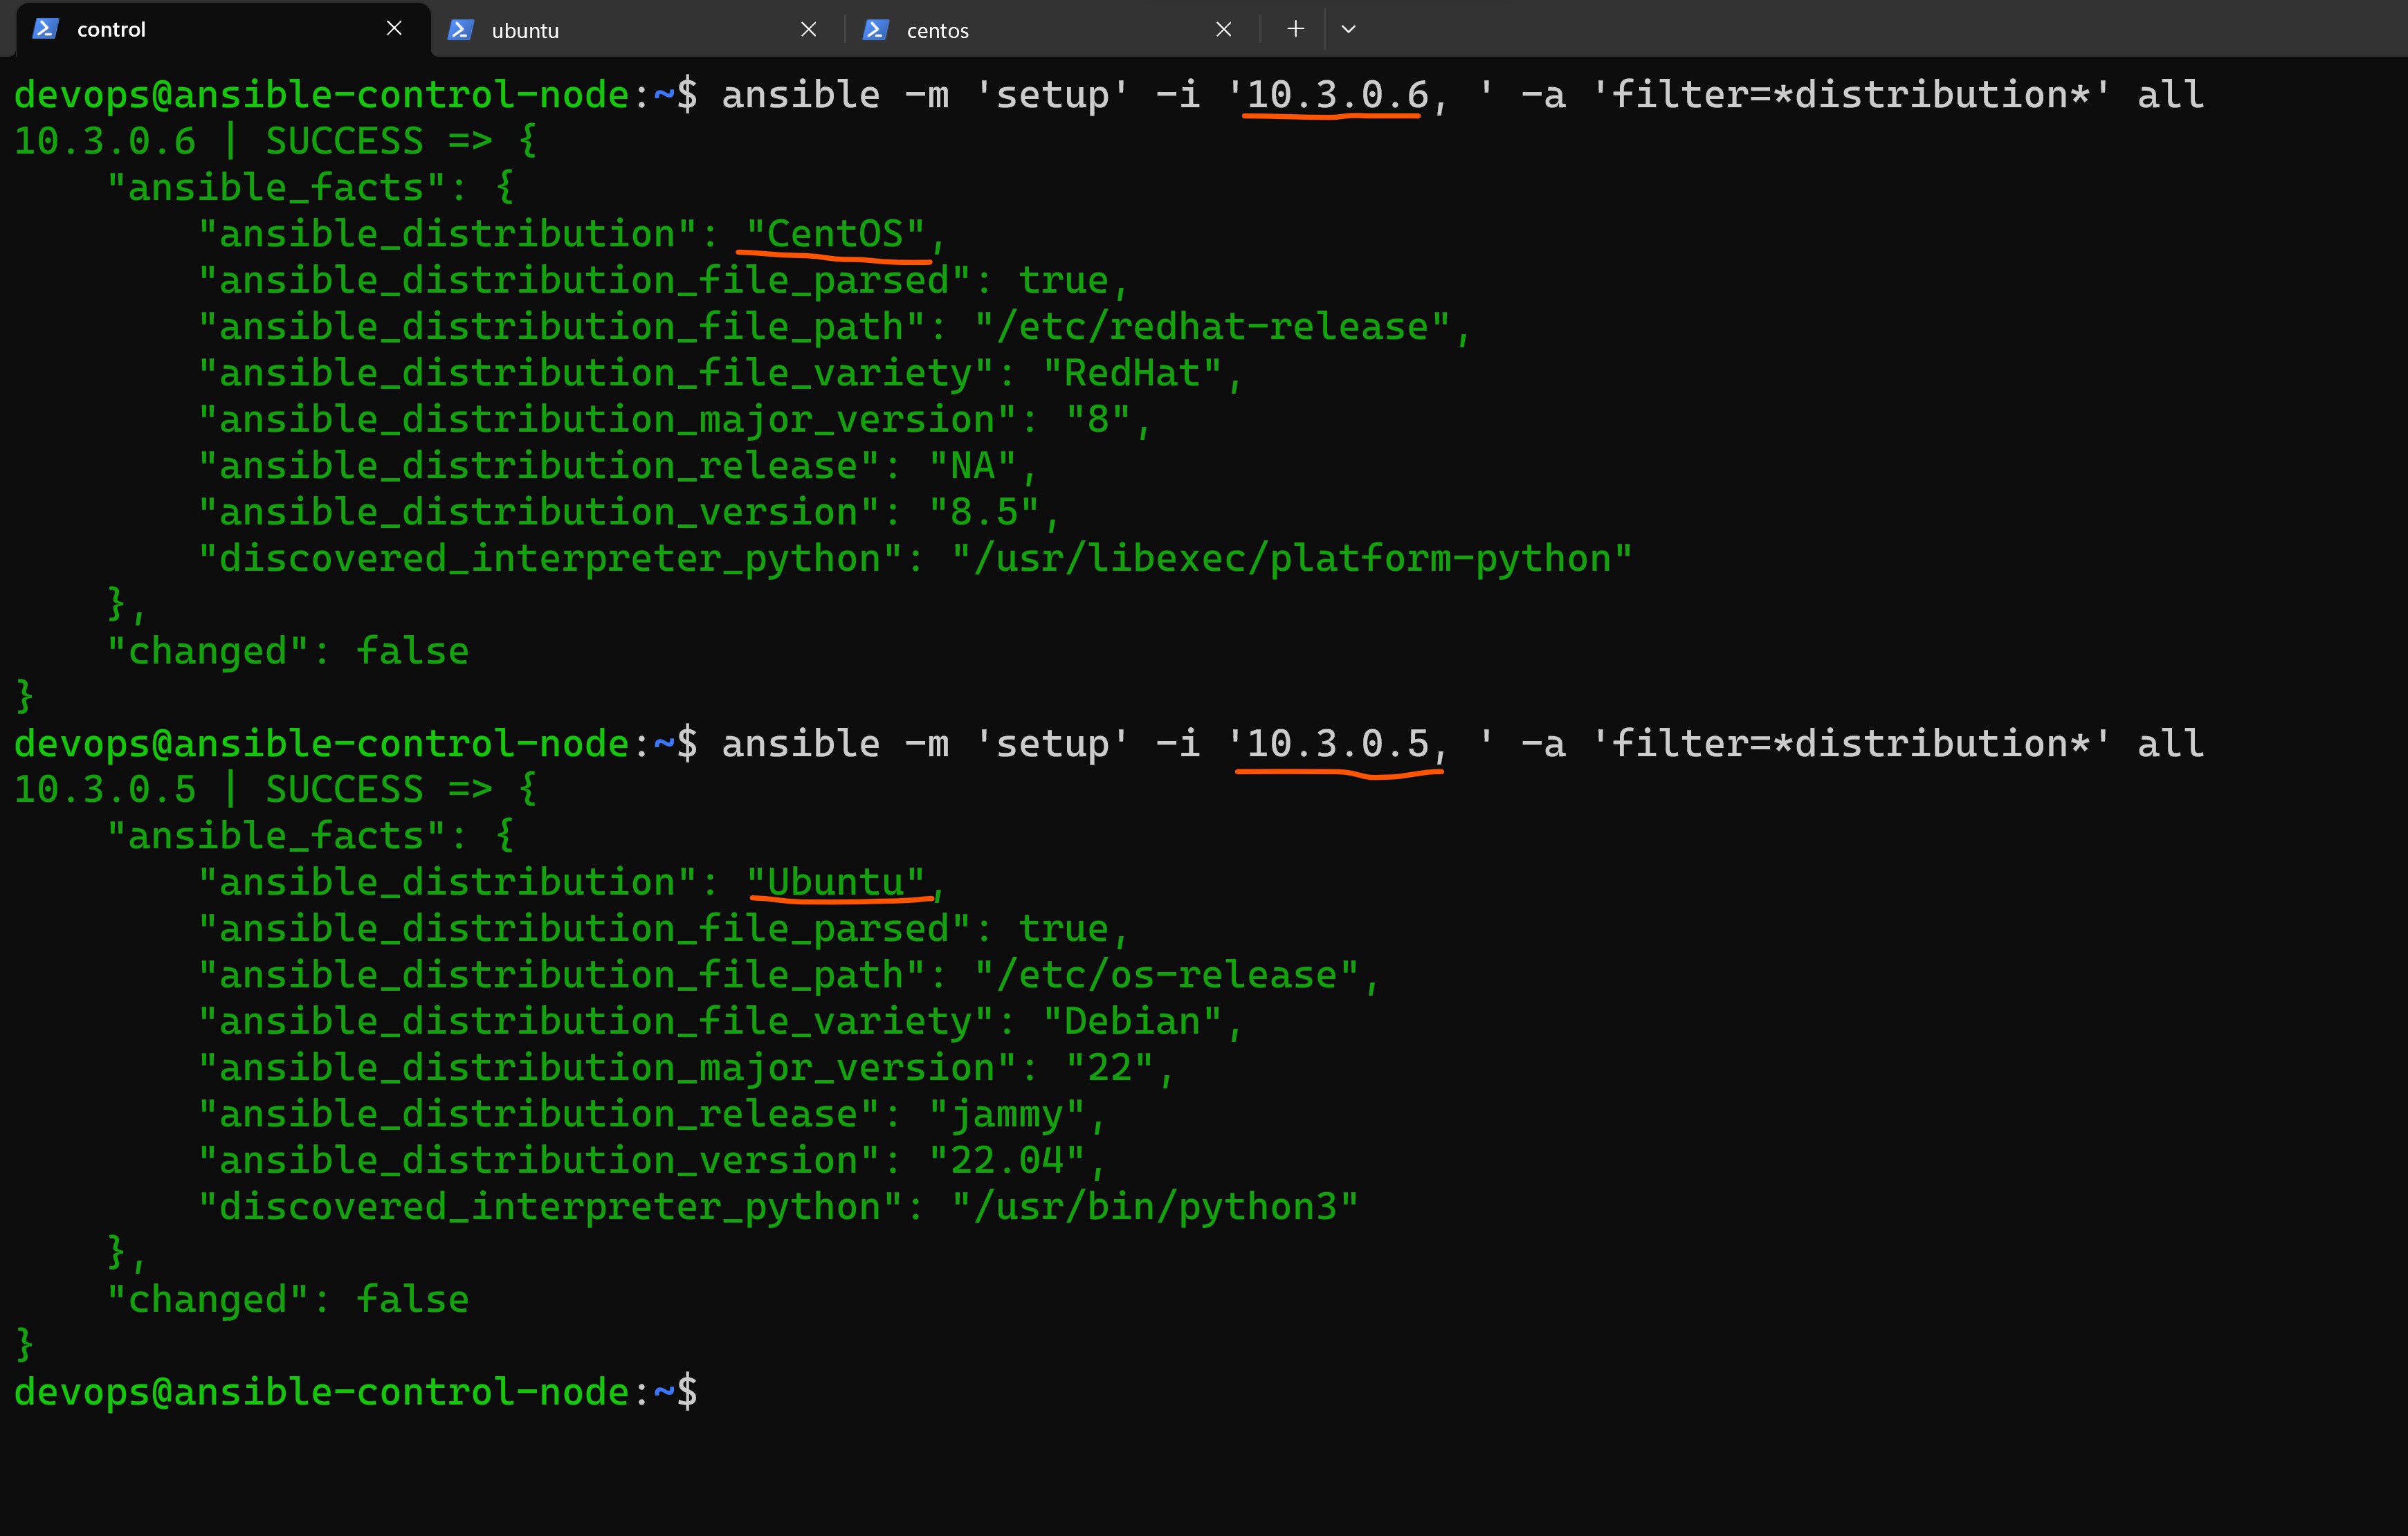 control
ubuntu
centos
devops@ansible-control-node:~$ ansible -m 'setup' -i '10.3.0.6, ' -a 'filter=*distribution*' all
10.3.0.6 | SUCCESS => {
    "ansible_facts": {
        "ansible_distribution": "CentOS",
        "ansible_distribution_file_parsed": true,
        "ansible_distribution_file_path": "/etc/redhat-release",
        "ansible_distribution_file_variety": "RedHat",
        "ansible_distribution_major_version": "8",
        "ansible_distribution_release": "NA",
        "ansible_distribution_version": "8.5",
        "discovered_interpreter_python": "/usr/libexec/platform-python"
    },
    "changed": false
}
devops@ansible-control-node:~$ ansible -m 'setup' -i '10.3.0.5, ' -a 'filter=*distribution*' all
10.3.0.5 | SUCCESS => {
    "ansible_facts": {
        "ansible_distribution": "Ubuntu",
        "ansible_distribution_file_parsed": true,
        "ansible_distribution_file_path": "/etc/os-release",
        "ansible_distribution_file_variety": "Debian",
        "ansible_distribution_major_version": "22",
        "ansible_distribution_release": "jammy",
        "ansible_distribution_version": "22.04",
        "discovered_interpreter_python": "/usr/bin/python3"
    },
    "changed": false
}
devops@ansible-control-node:~$